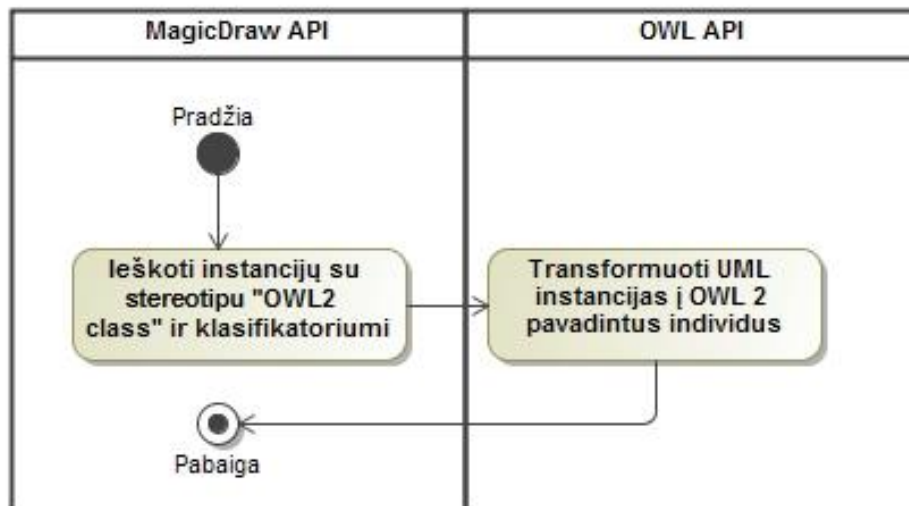 MagicDraw API
OWL API
Pradžia
Ieškoti instancijų su
stereotipu "OWL2
class" ir klasifikatoriumi
Transformuoti UML
instancijas į OWL 2
pavadintus individus
Pabaiga